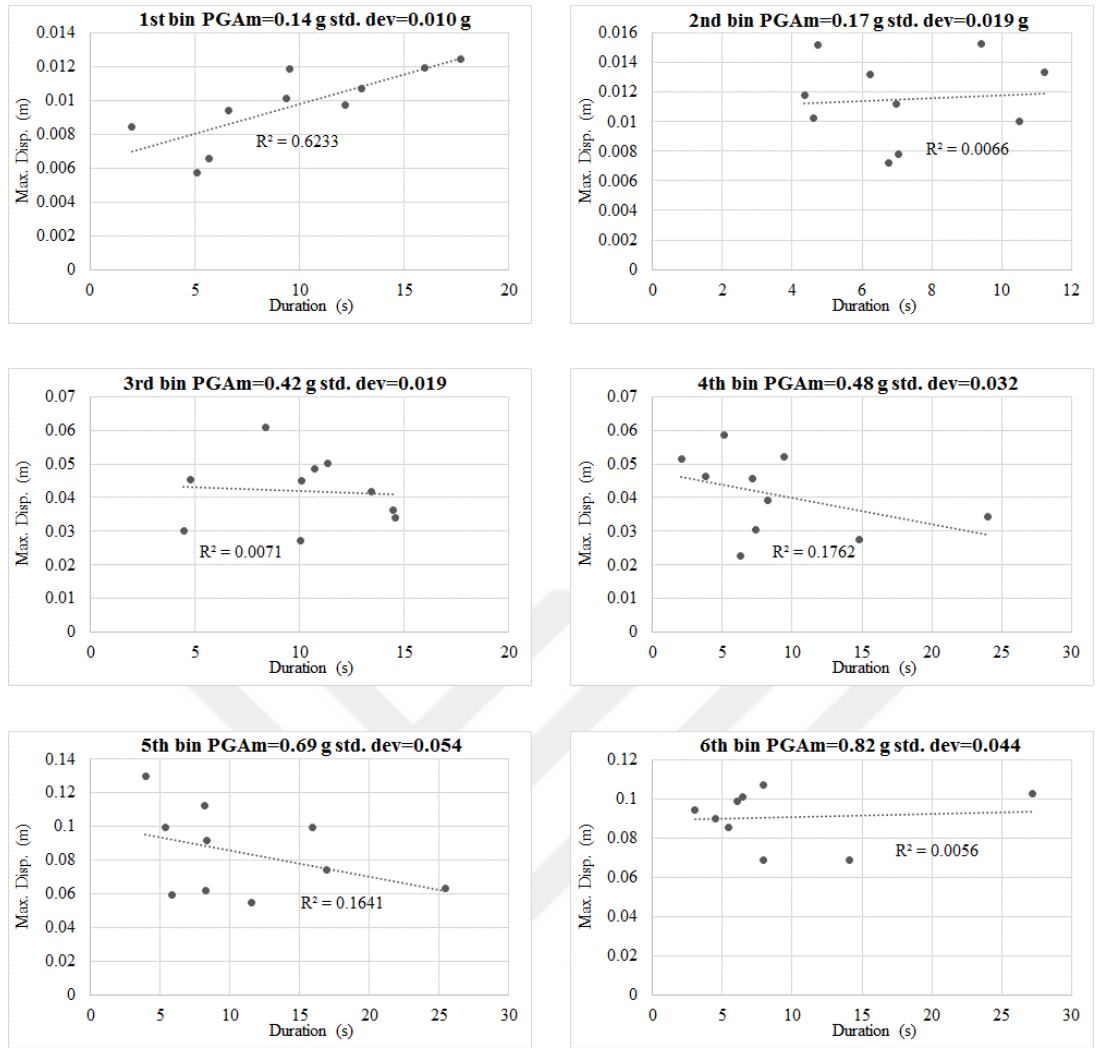 1st bin PGAm=0.14 g std. dev=0.010 g
Max. Disp. (m)
0.014
0.012
0.01
0.008
0.006
0.004
0.002
0
R² = 0.6233
0 5 10 15 20
Duration (s)
2nd bin PGAm=0.17 g std. dev=0.019 g
Max. Disp. (m)
0.016
0.014
0.012
0.01
0.008
0.006
0.004
0.002
0
R² = 0.0066
0 2 4 6 8 10 12
Duration (s)
3rd bin PGAm=0.42 g std. dev=0.019
Max. Disp. (m)
0.07
0.06
0.05
0.04
0.03
0.02
0.01
0
R² = 0.0071
0 5 10 15 20
Duration (s)
4th bin PGAm=0.48 g std. dev=0.032
Max. Disp. (m)
0.07
0.06
0.05
0.04
0.03
0.02
0.01
0
R² = 0.1762
0 5 10 15 20 25 30
Duration (s)
5th bin PGAm=0.69 g std. dev=0.054
Max. Disp. (m)
0.14
0.12
0.1
0.08
0.06
0.04
0.02
0
R² = 0.1641
0 5 10 15 20 25 30
Duration (s)
6th bin PGAm=0.82 g std. dev=0.044
Max. Disp. (m)
0.12
0.1
0.08
0.06
0.04
0.02
0
R² = 0.0056
0 5 10 15 20 25 30
Duration (s)